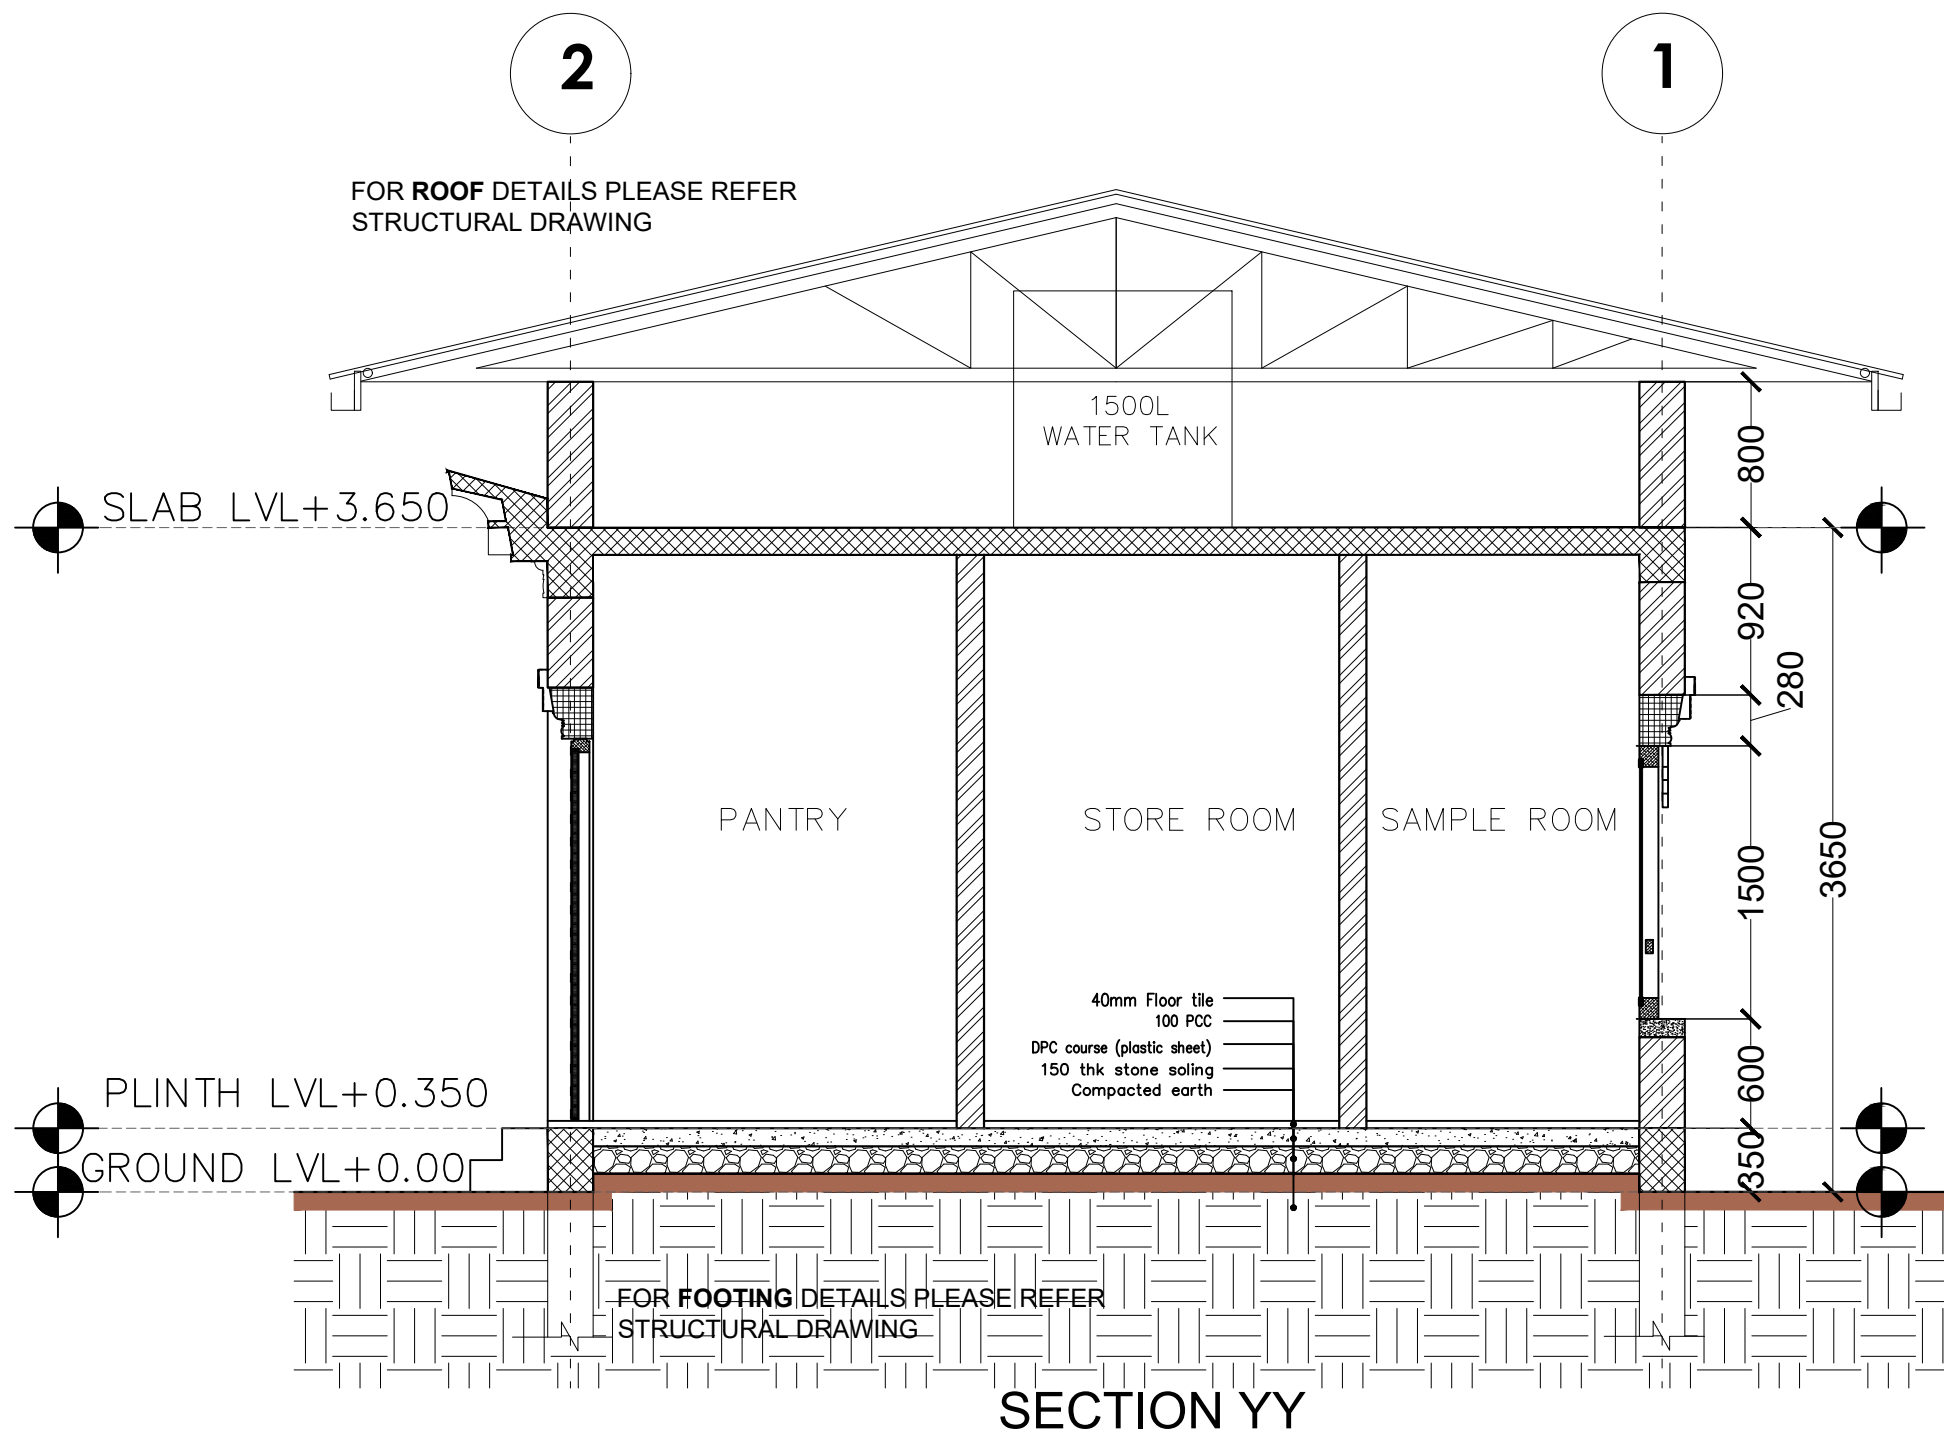 2
1
FOR ROOF DETAILS PLEASE REFER
STRUCTURAL DRAWING
1500L
WATER TANK
800
SLAB LVL+3.650
920
280
PANTRY
STORE ROOM
SAMPLE ROOM
1500
3650
40mm Floor tile
100 PCC
DPC course (plastic sheet)
150 thk stone soling
Compacted earth
600
PLINTH LVL+0.350
350
GROUND LVL+0.00
FOR FOOTING DETAILS PLEASE REFER
STRUCTURAL DRAWING
SECTION YY